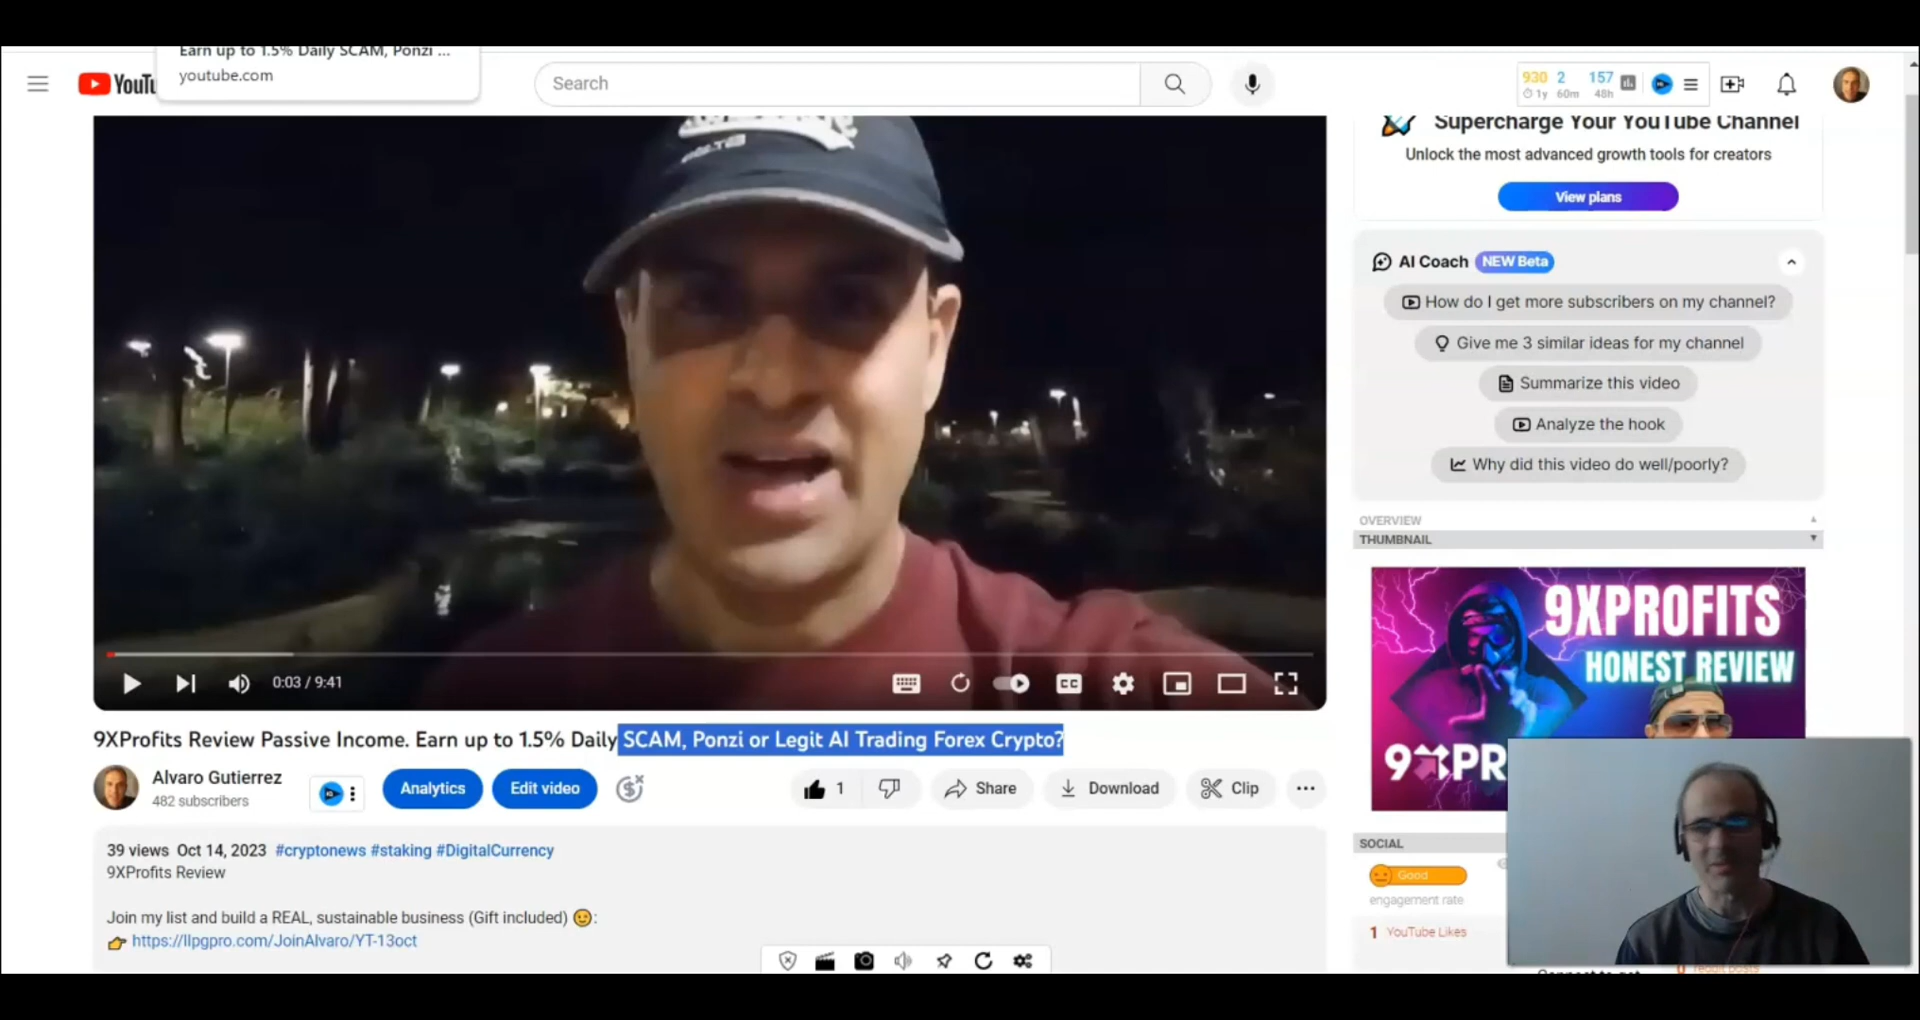 Earn up to 1.5% Daily SCAM, Ponzi ...
youtube.com
YouTu
Search
930 2 157
1y 60m 48h
Supercharge Your YouTube Channel
Unlock the most advanced growth tools for creators
View plans
AI Coach NEW Beta
How do I get more subscribers on my channel?
Give me 3 similar ideas for my channel
Summarize this video
Analyze the hook
Why did this video do well/poorly?
OVERVIEW
THUMBNAIL
9XPROFITS
HONEST REVIEW
9XPR
0:03 / 9:41
CC
9XProfits Review Passive Income. Earn up to 1.5% Daily SCAM, Ponzi or Legit AI Trading Forex Crypto?
Alvaro Gutierrez
482 subscribers
Analytics
Edit video
1
Share
Download
Clip
39 views Oct 14, 2023 #cryptonews #staking #DigitalCurrency
9XProfits Review
Join my list and build a REAL, sustainable business (Gift included) 😉:
👉 https://llpgpro.com/JoinAlvaro/YT-13oct
SOCIAL
Good
engagement rate
1 YouTube Likes